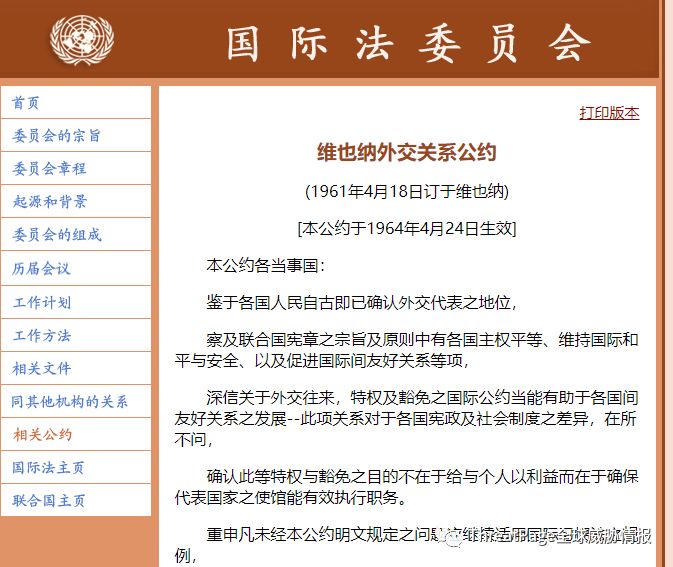 国际法委员会
首页
委员会的宗旨
委员会章程
起源和背景
委员会的组成
历届会议
工作计划
工作方法
相关文件
同其他机构的关系
相关公约
国际法主页
联合国主页
打印版本
维也纳外交关系公约
(1961年4月18日订于维也纳)
[本公约于1964年4月24日生效]
本公约各当事国：
鉴于各国人民自古即已确认外交代表之地位，
察及联合国宪章之宗旨及原则中有各国主权平等、维持国际和
平与安全、以及促进国际间友好关系等项，
深信关于外交往来，特权及豁免之国际公约当能有助于各国间
友好关系之发展--此项关系对于各国宪政及社会制度之差异，在所
不问，
确认此等特权与豁免之目的不在于给与个人以利益而在于确保
代表国家之使馆能有效执行职务。
重申凡未经本公约明文规定之问
例，
全球威胁情报